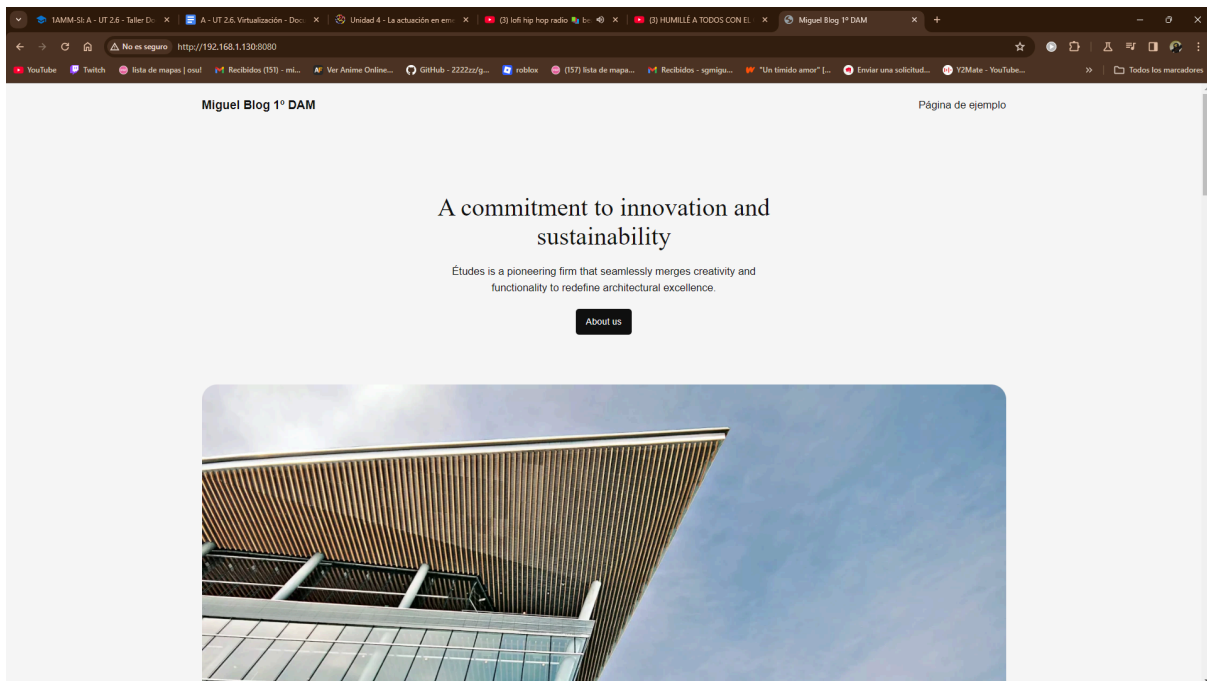 1AMM-SI: A - UT 2.6 - Taller Do
A - UT 2.6. Virtualización - Docu
Unidad 4 - La actuación en eme
(3) lofi hip hop radio
be
(3) HUMILLÉ A TODOS CON EL
Miguel Blog 1º DAM
No es seguro
http://192.168.1.130:8080
YouTube
Twitch
lista de mapas | osu!
Recibidos (151) - mi...
Ver Anime Online...
GitHub - 2222zz/g...
roblox
(157) lista de mapa...
Recibidos - sgmigu...
"Un tímido amor" [...
Enviar una solicitud...
Y2Mate - YouTube...
»
Todos los marcadores
Miguel Blog 1º DAM
Página de ejemplo
A commitment to innovation and
sustainability
Études is a pioneering firm that seamlessly merges creativity and
functionality to redefine architectural excellence.
About us